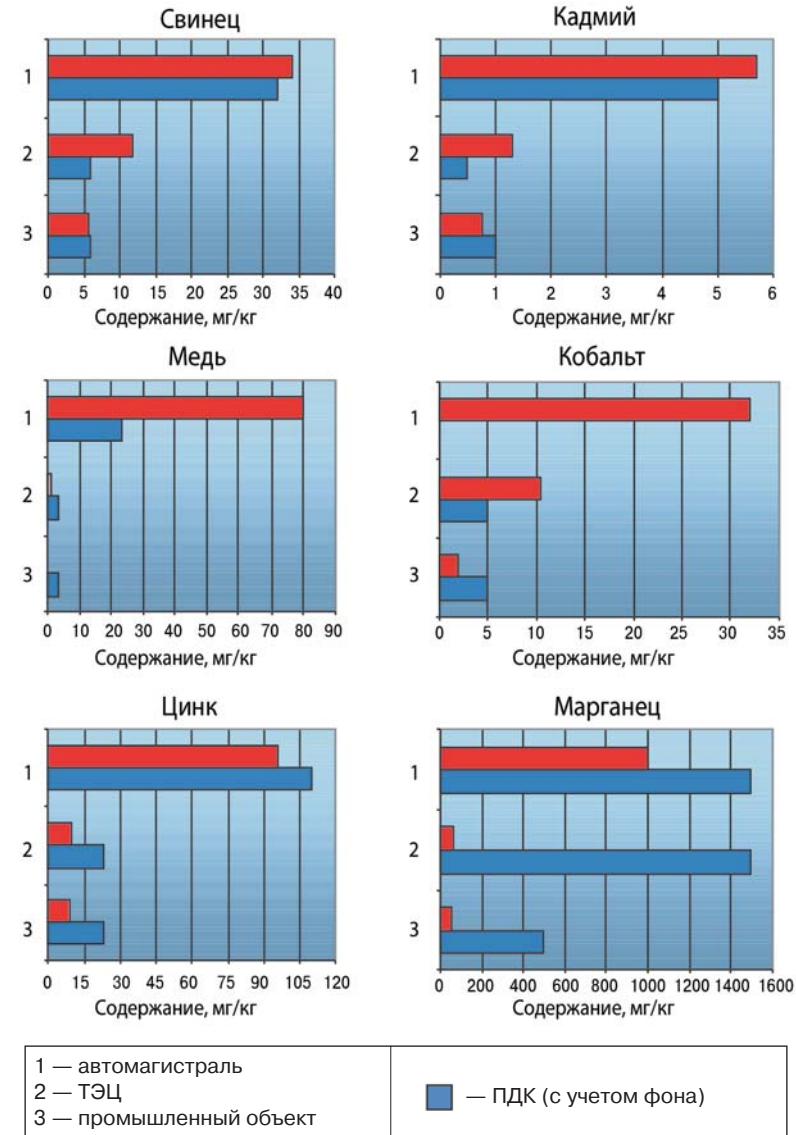 Свинец
1
2
3
0 5 10 15 20 25 30 35 40
Содержание, мг/кг
Кадмий
1
2
3
0 1 2 3 4 5 6
Содержание, мг/кг
Медь
1
2
3
0 10 20 30 40 50 60 70 80 90
Содержание, мг/кг
Кобальт
1
2
3
0 5 10 15 20 25 30 35
Содержание, мг/кг
Цинк
1
2
3
0 15 30 45 60 75 90 105 120
Содержание, мг/кг
Марганец
1
2
3
0 200 400 600 800 1000 1200 1400 1600
Содержание, мг/кг
1 — автомагистраль
2 — ТЭЦ
3 — промышленный объект
— ПДК (с учетом фона)